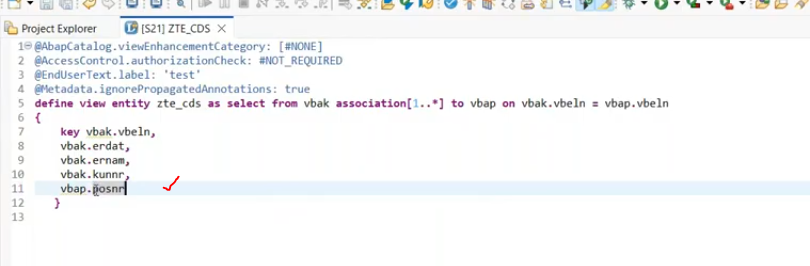 Project Explorer
[S21] ZTE_CDS
1 @AbapCatalog.viewEnhancementCategory: [#NONE]
2 @AccessControl.authorizationCheck: #NOT_REQUIRED
3 @EndUserText.label: 'test'
4 @Metadata.ignorePropagatedAnnotations: true
5 define view entity zte_cds as select from vbak association[1..*] to vbap on vbak.vbeln = vbap.vbeln
6 {
7 key vbak.vbeln,
8 vbak.erdat,
9 vbak.ernam,
10 vbak.kunnr,
11 vbap.posnr
12 }
13